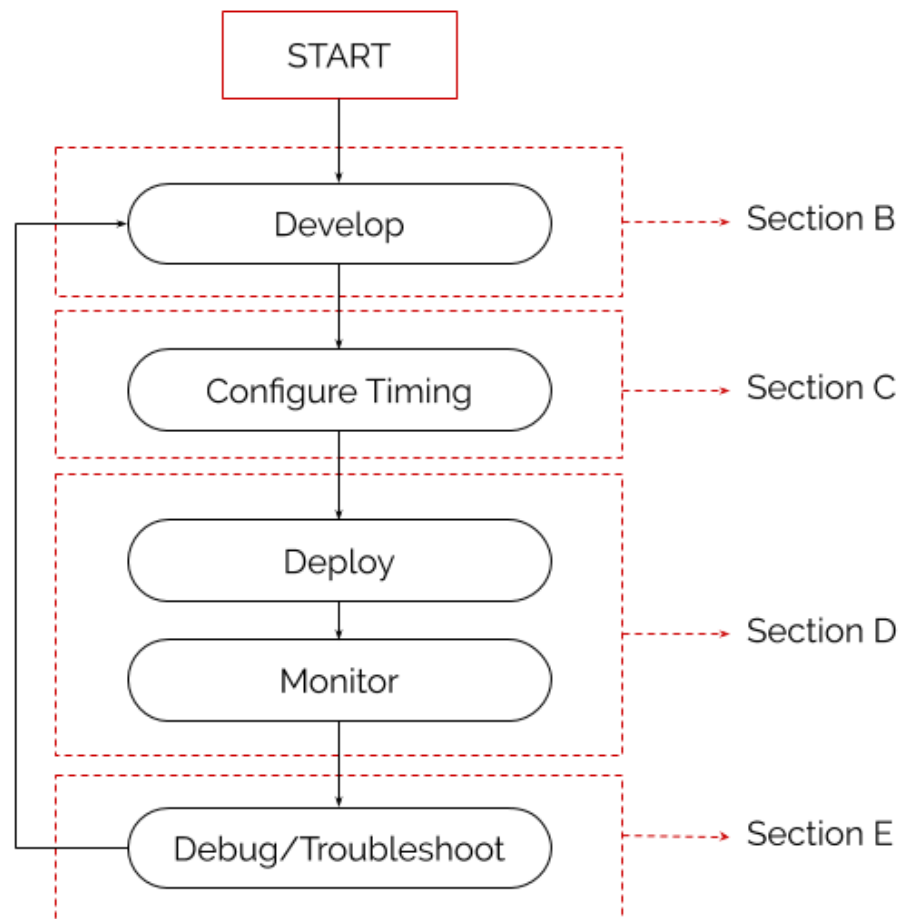 START
Develop
Section B
Configure Timing
Section C
Deploy
Section D
Monitor
Debug/Troubleshoot
Section E